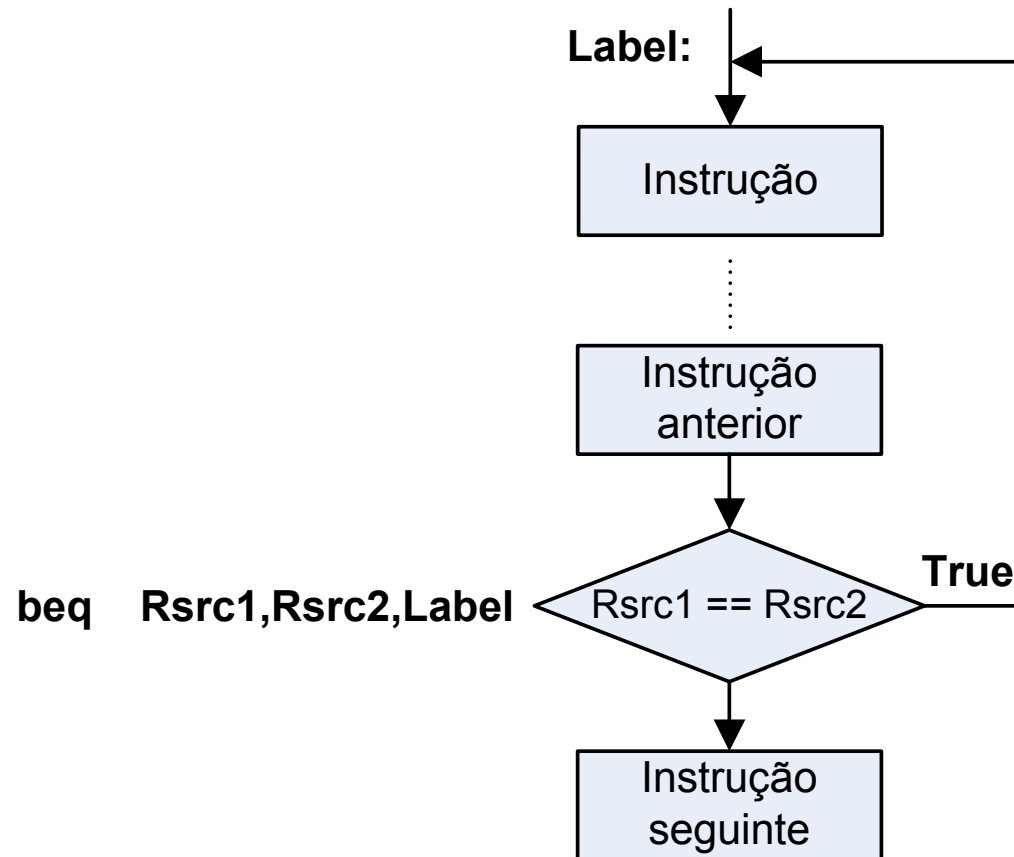 Label:
Instrução
Instrução
anterior
True
beq Rsrc1,Rsrc2,Label
Rsrc1 == Rsrc2
Instrução
seguinte